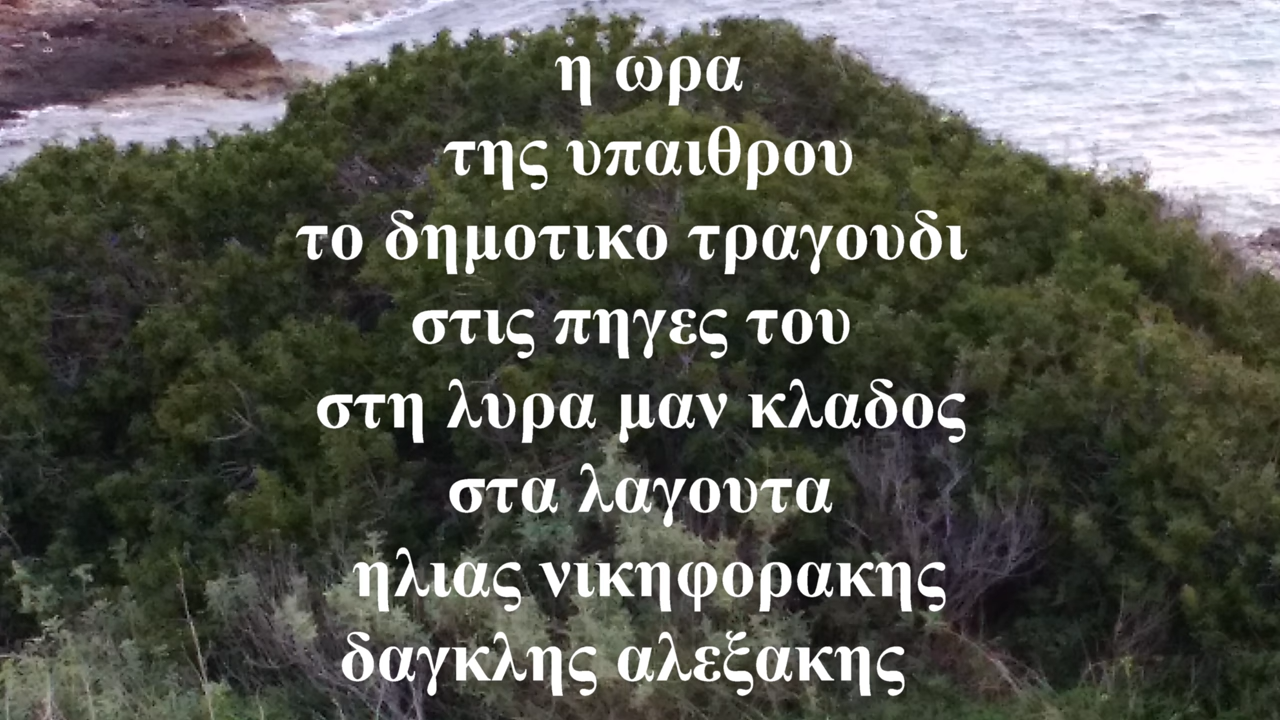 η ωρα
της υπαιθρου
το δημοτικο τραγουδι
στις πηγες του
στη λυρα μαν κλαδος
στα λαγουτα
ηλιας νικηφορακης
δαγκλης αλεξακης